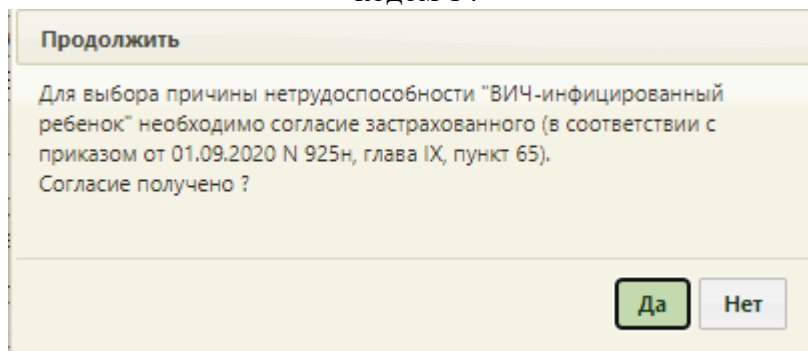 Продолжить
Для выбора причины нетрудоспособности "ВИЧ-инфицированный
ребенок" необходимо согласие застрахованного (в соответствии с
приказом от 01.09.2020 N 925н, глава IX, пункт 65).
Согласие получено ?
Да Нет